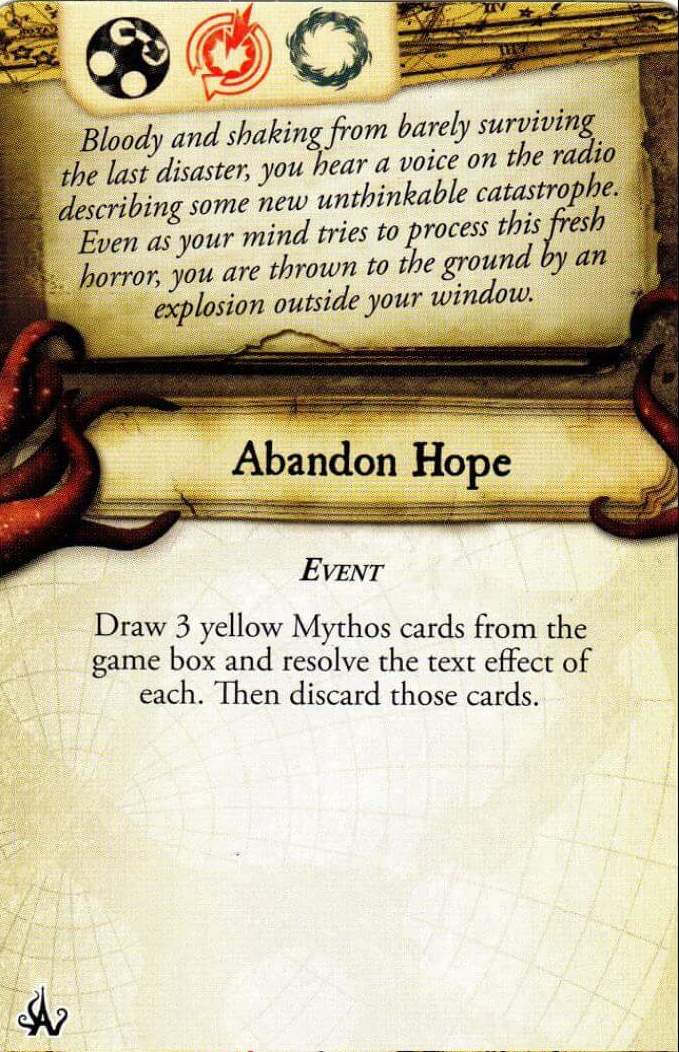 Bloody and shaking from barely surviving
the last disaster, you hear a voice on the radio
describing some new unthinkable catastrophe.
Even as your mind tries to process this fresh
horror, you are thrown to the ground by an
explosion outside your window.
Abandon Hope
EVENT
Draw 3 yellow Mythos cards from the
game box and resolve the text effect of
each. Then discard those cards.